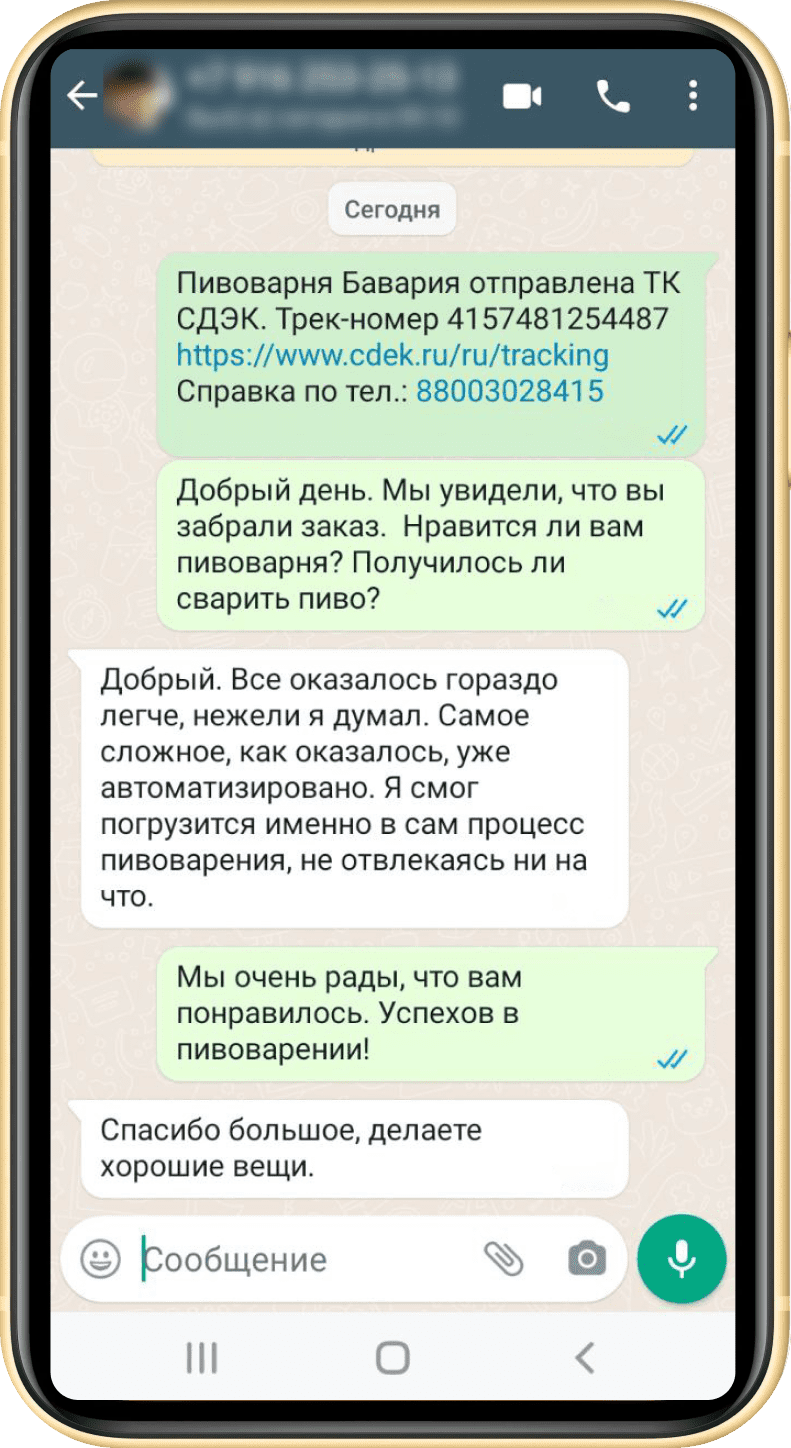 Сегодня
Пивоварня Бавария отправлена ТК
СДЭК. Трек-номер 4157481254487
https://www.cdek.ru/ru/tracking
Справка по тел.: 88003028415
Добрый день. Мы увидели, что вы
забрали заказ.  Нравится ли вам
пивоварня? Получилось ли
сварить пиво?
Добрый. Все оказалось гораздо
легче, нежели я думал. Самое
сложное, как оказалось, уже
автоматизировано. Я смог
погрузится именно в сам процесс
пивоварения, не отвлекаясь ни на
что.
Мы очень рады, что вам
понравилось. Успехов в
пивоварении!
Спасибо большое, делаете
хорошие вещи.
Сообщение